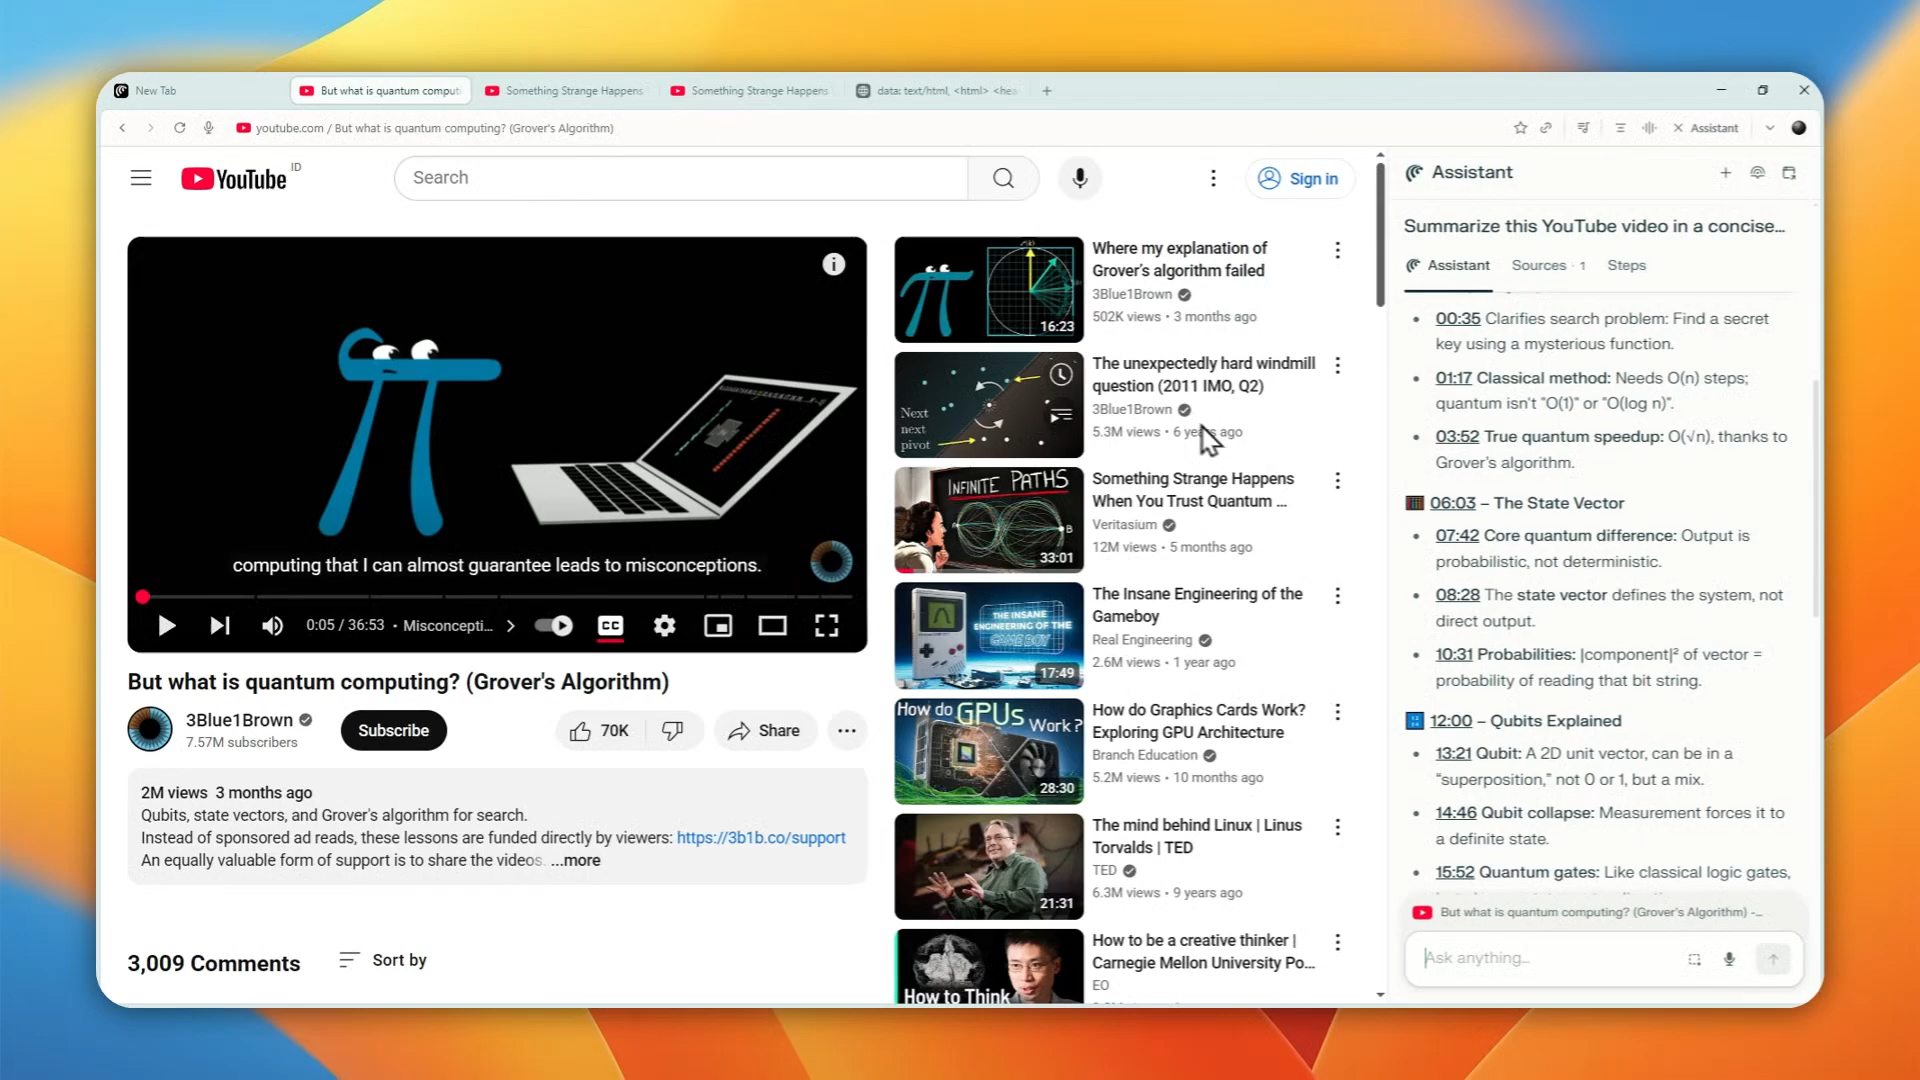 New Tab
But what is quantum comput
Something Strange Happens
Something Strange Happens
data: text/html, <html> <hea
youtube.com / But what is quantum computing? (Grover's Algorithm)
Assistant
YouTube
ID
Search
Sign in
computing that I can almost guarantee leads to misconceptions.
0:05 / 36:53 • Misconcepti...
CC
But what is quantum computing? (Grover's Algorithm)
3Blue1Brown
7.57M subscribers
Subscribe
70K
Share
2M views 3 months ago
Qubits, state vectors, and Grover's algorithm for search.
Instead of sponsored ad reads, these lessons are funded directly by viewers: https://3b1b.co/support
An equally valuable form of support is to share the videos. ...more
3,009 Comments
Sort by
16:23
Where my explanation of
Grover's algorithm failed
3Blue1Brown
502K views • 3 months ago
Next
next
pivot
The unexpectedly hard windmill
question (2011 IMO, Q2)
3Blue1Brown
5.3M views • 6 years ago
INFINITE PATHS
A
B
33:01
Something Strange Happens
When You Trust Quantum ...
Veritasium
12M views • 5 months ago
THE INSANE
ENGINEERING OF THE
GAMEBOY
17:49
The Insane Engineering of the
Gameboy
Real Engineering
2.6M views • 1 year ago
How do GPUs Work?
28:30
How do Graphics Cards Work?
Exploring GPU Architecture
Branch Education
5.2M views • 10 months ago
21:31
The mind behind Linux | Linus
Torvalds | TED
TED
6.3M views • 9 years ago
How to Think
How to be a creative thinker |
Carnegie Mellon University Po...
EO
Assistant
Summarize this YouTube video in a concise...
Assistant
Sources · 1
Steps
• 00:35 Clarifies search problem: Find a secret
key using a mysterious function.
• 01:17 Classical method: Needs O(n) steps;
quantum isn't "O(1)" or "O(log n)".
• 03:52 True quantum speedup: O(√n), thanks to
Grover's algorithm.
06:03 – The State Vector
• 07:42 Core quantum difference: Output is
probabilistic, not deterministic.
• 08:28 The state vector defines the system, not
direct output.
• 10:31 Probabilities: |component|² of vector =
probability of reading that bit string.
12:00 – Qubits Explained
• 13:21 Qubit: A 2D unit vector, can be in a
“superposition,” not 0 or 1, but a mix.
• 14:46 Qubit collapse: Measurement forces it to
a definite state.
• 15:52 Quantum gates: Like classical logic gates,
But what is quantum computing? (Grover's Algorithm) -...
Ask anything...